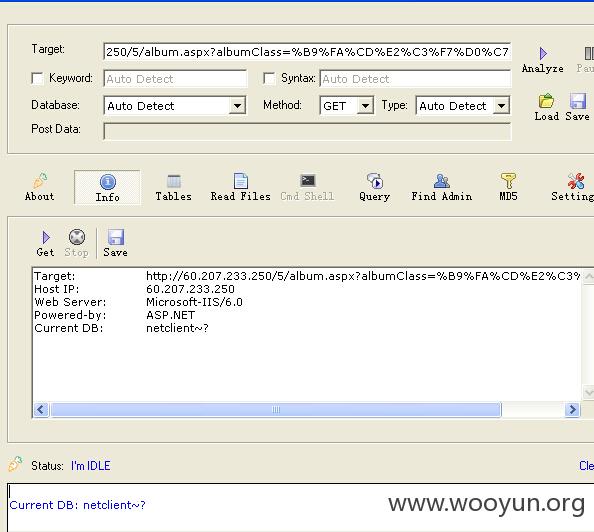 Target: 250/5/album.aspx?albumClass=%B9%FA%CD%E2%C3%F7%D0%C7
Analyze
Keyword: Auto Detect Syntax: Auto Detect
Database: Auto Detect Method: GET Type: Auto Detect
Load Save
Post Data:
About Info Tables Read Files Cmd Shell Query Find Admin MD5 Setting
Get Stop Save
Target: http://60.207.233.250/5/album.aspx?albumClass=%B9%FA%CD%E2%C3%
Host IP: 60.207.233.250
Web Server: Microsoft-IIS/6.0
Powered-by: ASP.NET
Current DB: netclient~?
Status: I'm IDLE
Cle
Current DB: netclient~?
www.wooyun.org